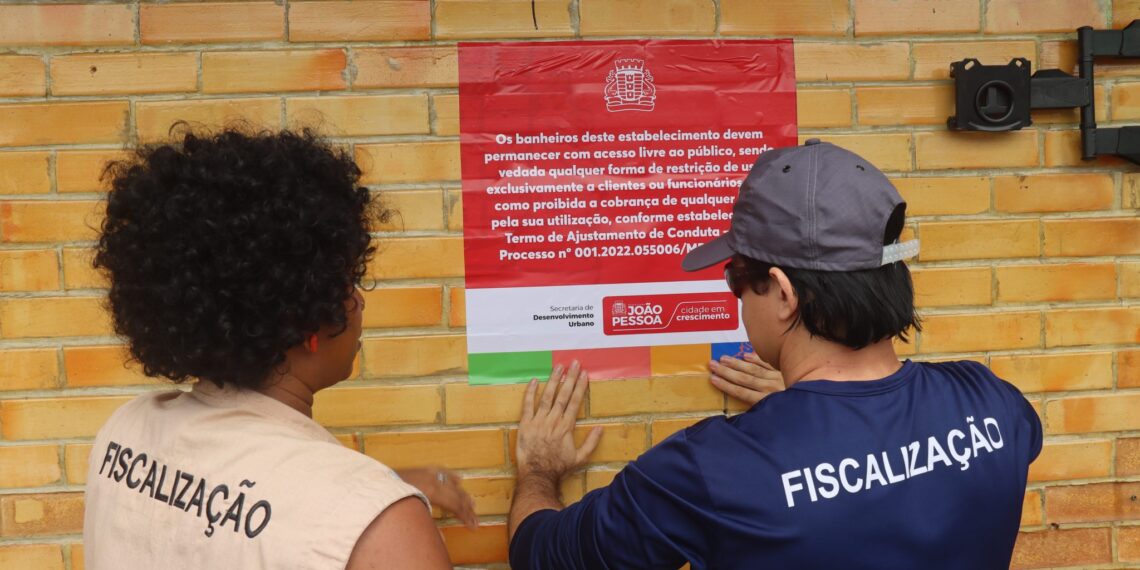 Os banheiros deste estabelecimento devem
permanecer com acesso livre ao público, sendo
vedada qualquer forma de restrição de
exclusivamente a clientes ou funcionários
como proibida a cobrança de qualquer
pela sua utilização, conforme
Termo de Ajustamento de Conduta -
Processo nº 001.2022.055006/
Secretaria de
Desenvolvimento
Urbano
JOÃO
PESSOA
cidade em
crescimento
FISCALIZAÇÃO
FISCALIZAÇÃO